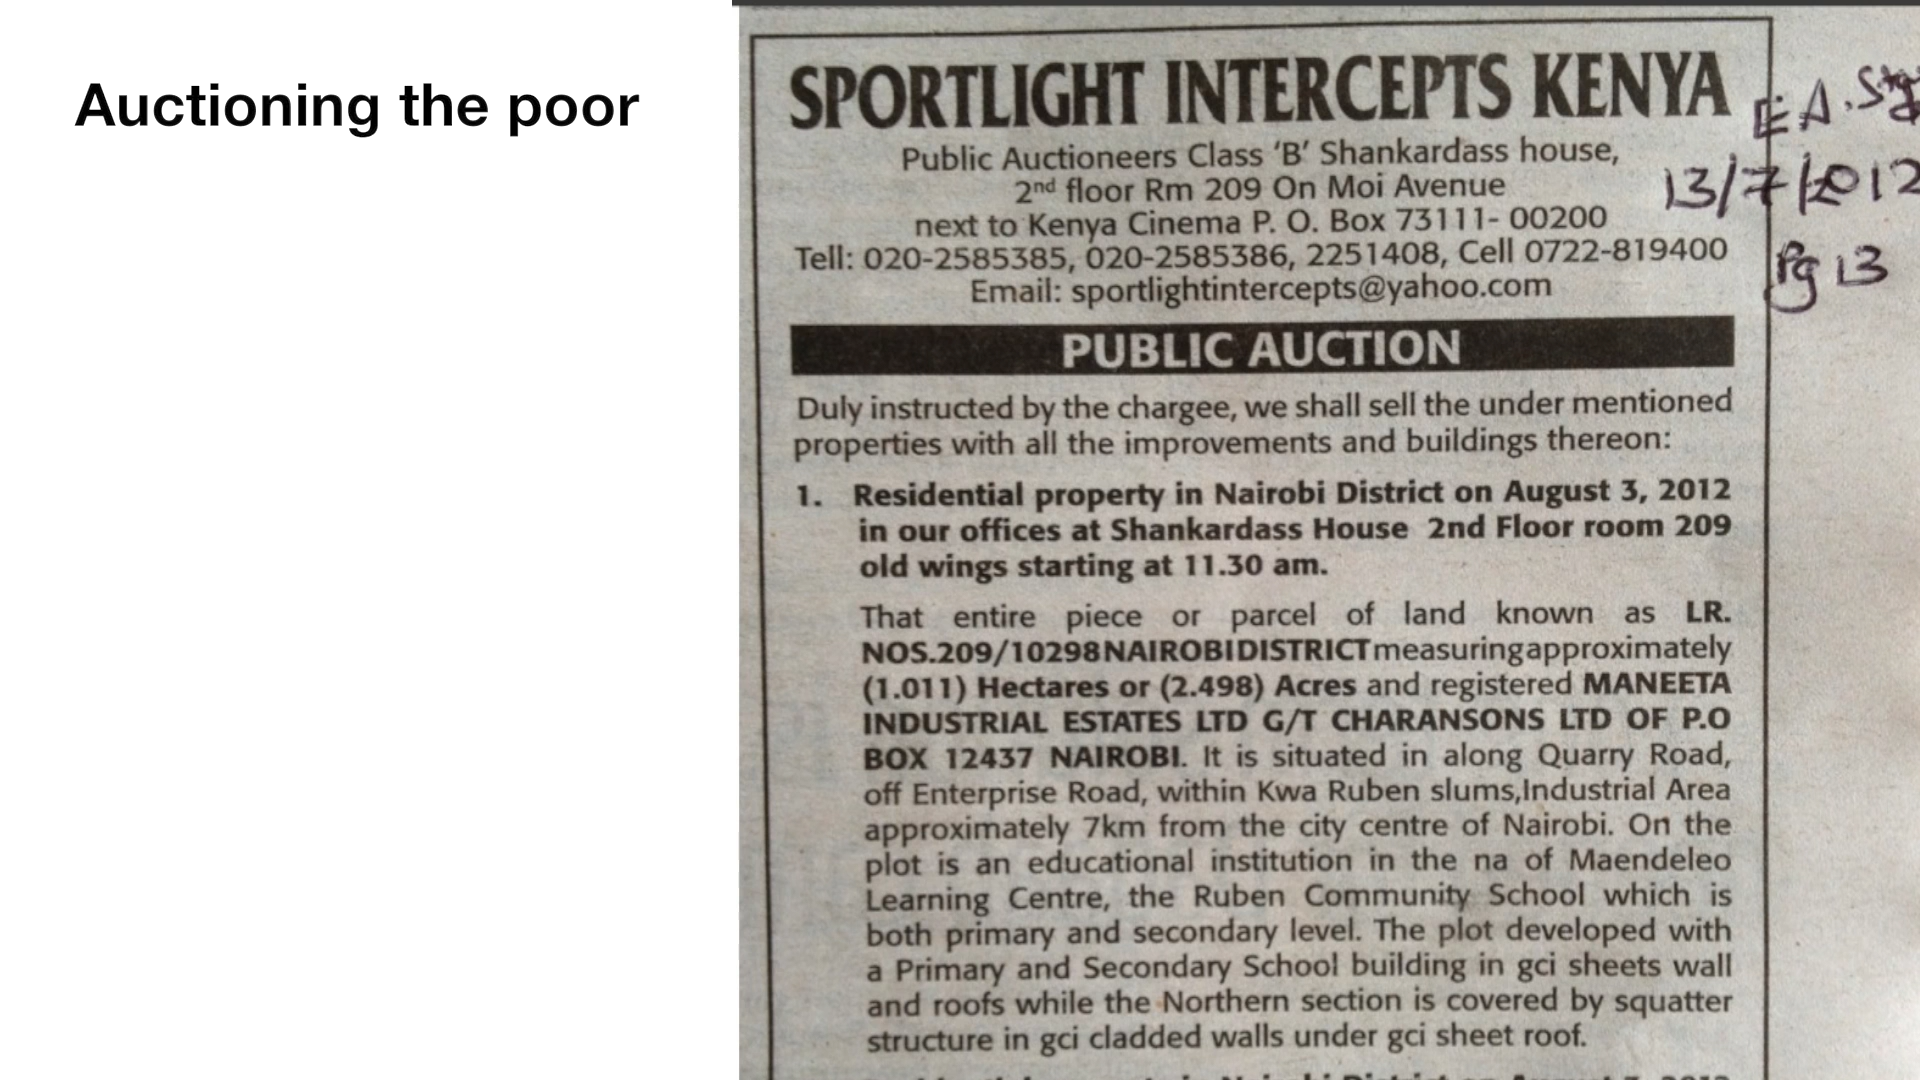 Auctioning the poor
SPORTLIGHT INTERCEPTS KENYA
Public Auctioneers Class 'B' Shankardass house,
2nd floor Rm 209 On Moi Avenue
next to Kenya Cinema P. O. Box 73111- 00200
Tell: 020-2585385, 020-2585386, 2251408, Cell 0722-819400
Email: sportlightintercepts@yahoo.com
E.A.
13/7/2012
Pg 13
PUBLIC AUCTION
Duly instructed by the chargee, we shall sell the under mentioned
properties with all the improvements and buildings thereon:
1. Residential property in Nairobi District on August 3, 2012
in our offices at Shankardass House 2nd Floor room 209
old wings starting at 11.30 am.
That entire piece or parcel of land known as LR.
NOS.209/10298 NAIROBI DISTRICT measuring approximately
(1.011) Hectares or (2.498) Acres and registered MANEETA
INDUSTRIAL ESTATES LTD G/T CHARANSONS LTD OF P.O
BOX 12437 NAIROBI. It is situated in along Quarry Road,
off Enterprise Road, within Kwa Ruben slums,Industrial Area
approximately 7km from the city centre of Nairobi. On the
plot is an educational institution in the na of Maendeleo
Learning Centre, the Ruben Community School which is
both primary and secondary level. The plot developed with
a Primary and Secondary School building in gci sheets wall
and roofs while the Northern section is covered by squatter
structure in gci cladded walls under gci sheet roof.